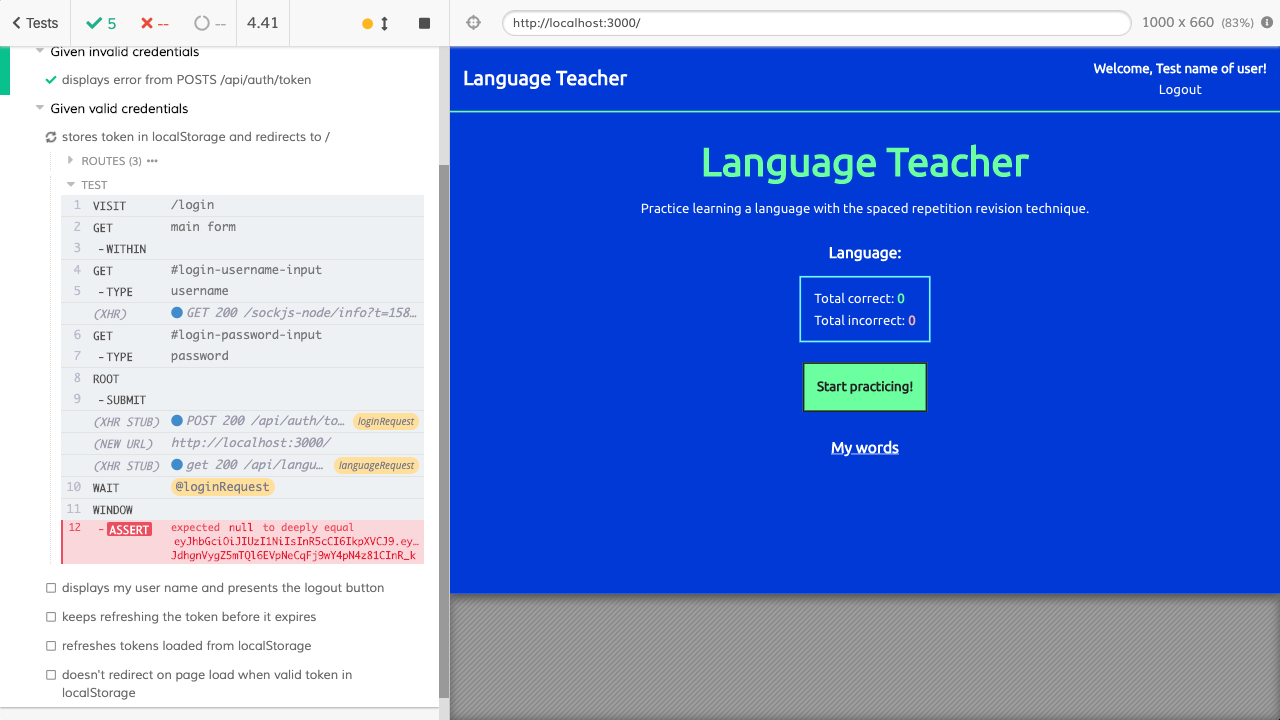 Tests
5
--
--
4.41
http://localhost:3000/
1000 x 660 (83%)
Given invalid credentials
displays error from POSTS /api/auth/token
Given valid credentials
stores token in localStorage and redirects to /
ROUTES (3)
TEST
1 VISIT /login
2 GET main form
3 -WITHIN
4 GET #login-username-input
5 -TYPE username
(XHR) GET 200 /sockjs-node/info?t=158...
6 GET #login-password-input
7 -TYPE password
8 ROOT
9 -SUBMIT
(XHR STUB) POST 200 /api/auth/to... loginRequest
(NEW URL) http://localhost:3000/
(XHR STUB) get 200 /api/langu... languageRequest
10 WAIT @loginRequest
11 WINDOW
12 -ASSERT expected null to deeply equal
eyJhbGciOiJIUzI1NiIsInR5cCI6IkpXVCJ9.ey…
JdhgnVygZ5mTQl6EVpNeCqFj9wY4pN4z81CInR_k
displays my user name and presents the logout button
keeps refreshing the token before it expires
refreshes tokens loaded from localStorage
doesn't redirect on page load when valid token in
localStorage
Language Teacher
Welcome, Test name of user!
Logout
Language Teacher
Practice learning a language with the spaced repetition revision technique.
Language:
Total correct: 0
Total incorrect: 0
Start practicing!
My words